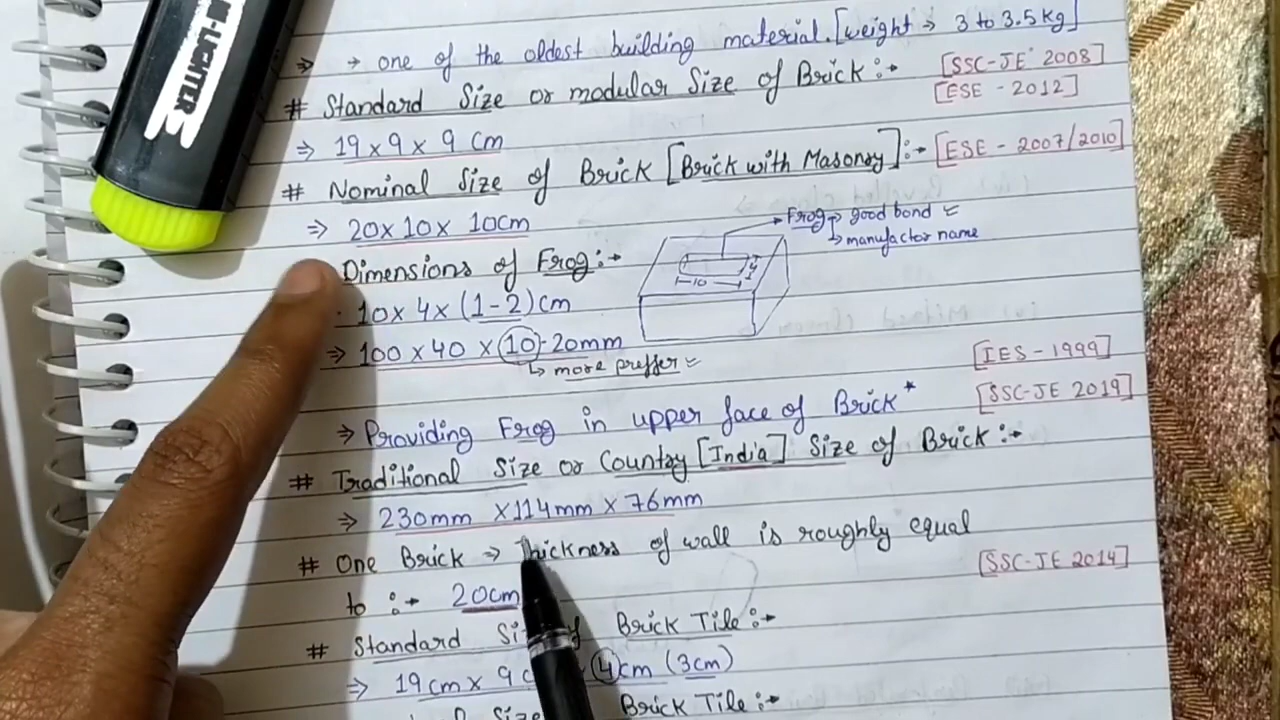 HI-LIGHTER
⇒ → one of the oldest building material. [weight → 3 to 3.5 kg]
# Standard Size or modular Size of Brick :- [SSC-JE 2008]
[ESE - 2012]
⇒ 19 x 9 x 9 cm
# Nominal Size of Brick [Brick with Masonry] :- [ESE - 2007/2010]
⇒ 20 x 10 x 10cm
Frog → good bond
↳ manufactor name
Dimensions of Frog :-
10 x 4 x (1-2) cm
10
4
⇒ 100 x 40 x 10-20mm
↳ more preffer
[IES - 1999]
⇒ Providing Frog in upper face of Brick* [SSC-JE 2019]
# Traditional Size or Country [India] Size of Brick :-
⇒ 230mm x 114mm x 76mm
# One Brick ⇒ Thickness of wall is roughly equal
to :- 20cm [SSC-JE 2014]
# Standard Brick Tile :-
⇒ 19 cm x 9 4cm (3cm)
Size Brick Tile :-